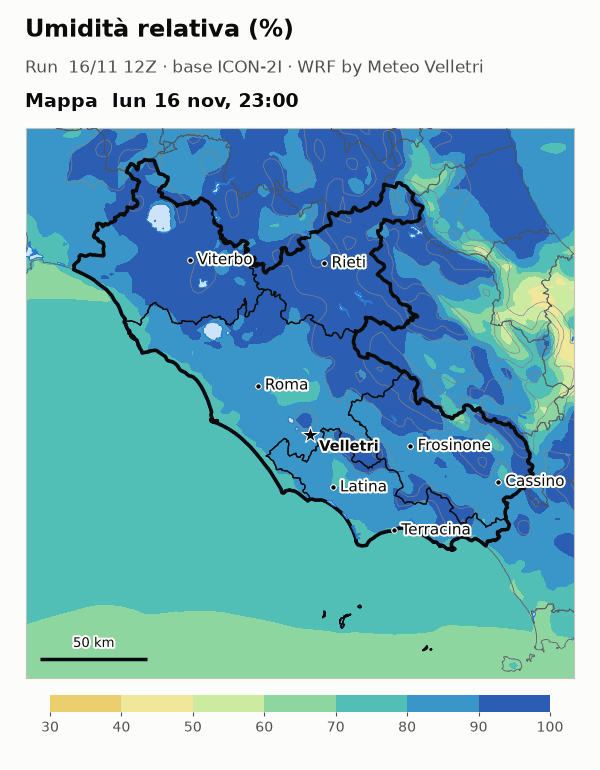 Umidità relativa (%)
Run  16/11 12Z · base ICON-2I · WRF by Meteo Velletri
Mappa  lun 16 nov, 23:00
Viterbo
Rieti
Roma
Velletri
Frosinone
Cassino
Latina
Terracina
50 km
30 40 50 60 70 80 90 100